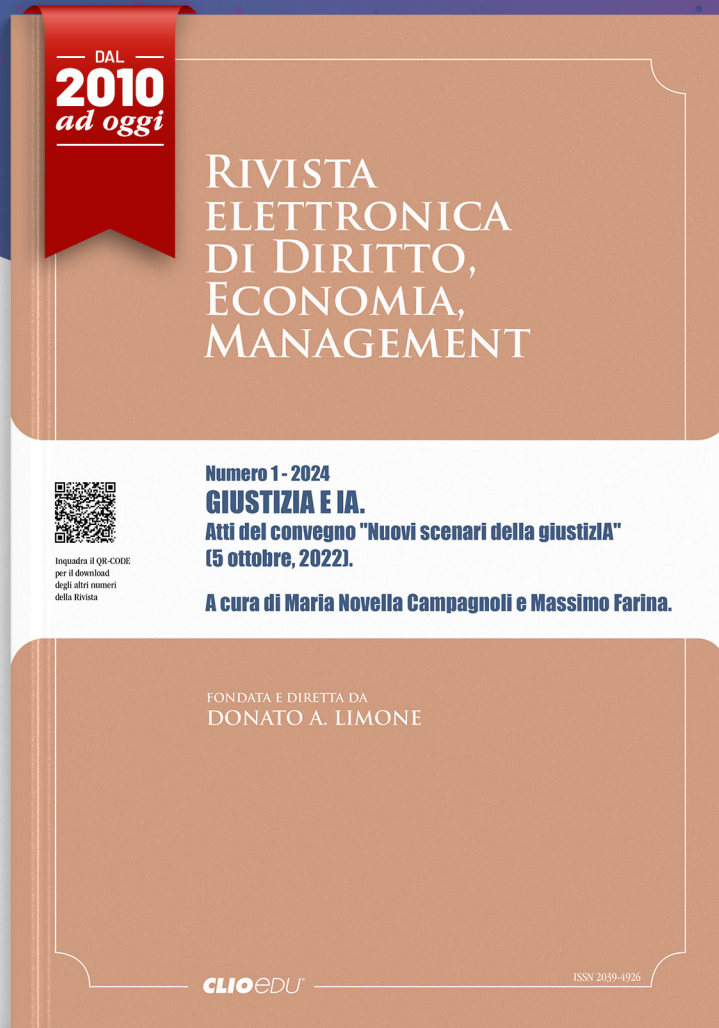 DAL
2010
ad oggi
RIVISTA
ELETTRONICA
DI DIRITTO,
ECONOMIA,
MANAGEMENT
Numero 1 - 2024
GIUSTIZIA E IA.
Atti del convegno "Nuovi scenari della giustizIA"
(5 ottobre, 2022).
A cura di Maria Novella Campagnoli e Massimo Farina.
Inquadra il QR-CODE
per il download
degli altri numeri
della Rivista
FONDATA E DIRETTA DA
DONATO A. LIMONE
CLIOEDU®
ISSN 2039-4926